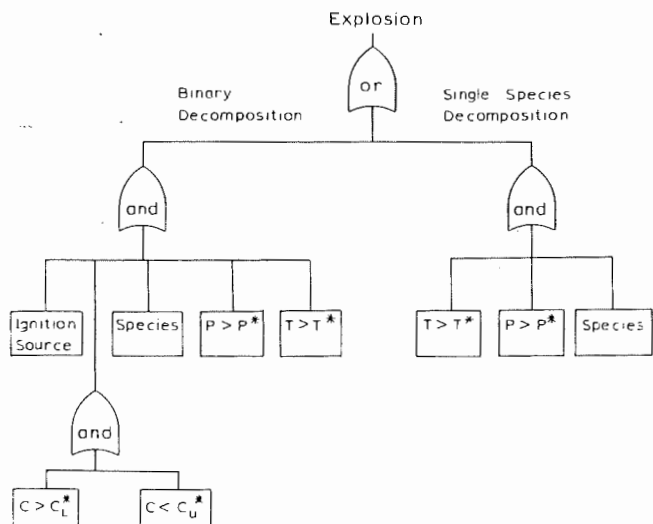 Explosion
or
Binary
Decomposition
Single Species
Decomposition
and
and
Ignition
Source
Species
P > P*
T > T*
T > T*
P > P*
Species
and
C > C_L*
C < C_u*